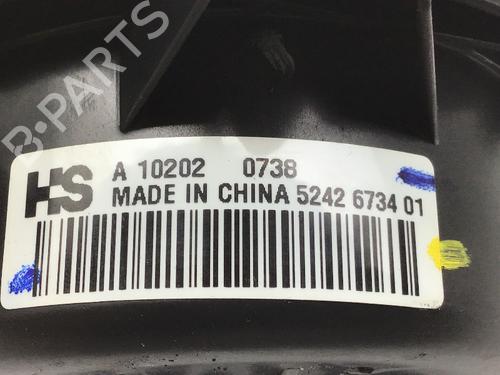 B-PARTS
HS
A 10202 0738
MADE IN CHINA 5242 6734 01